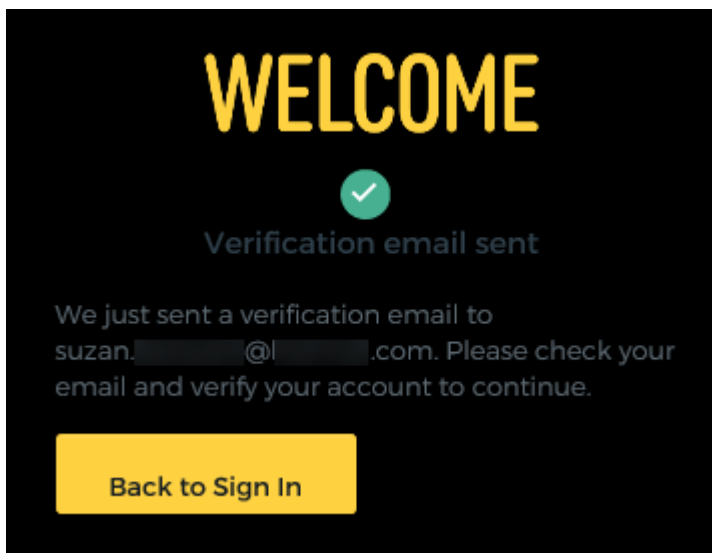 WELCOME
Verification email sent
We just sent a verification email to
suzan. @l .com. Please check your
email and verify your account to continue.
Back to Sign In